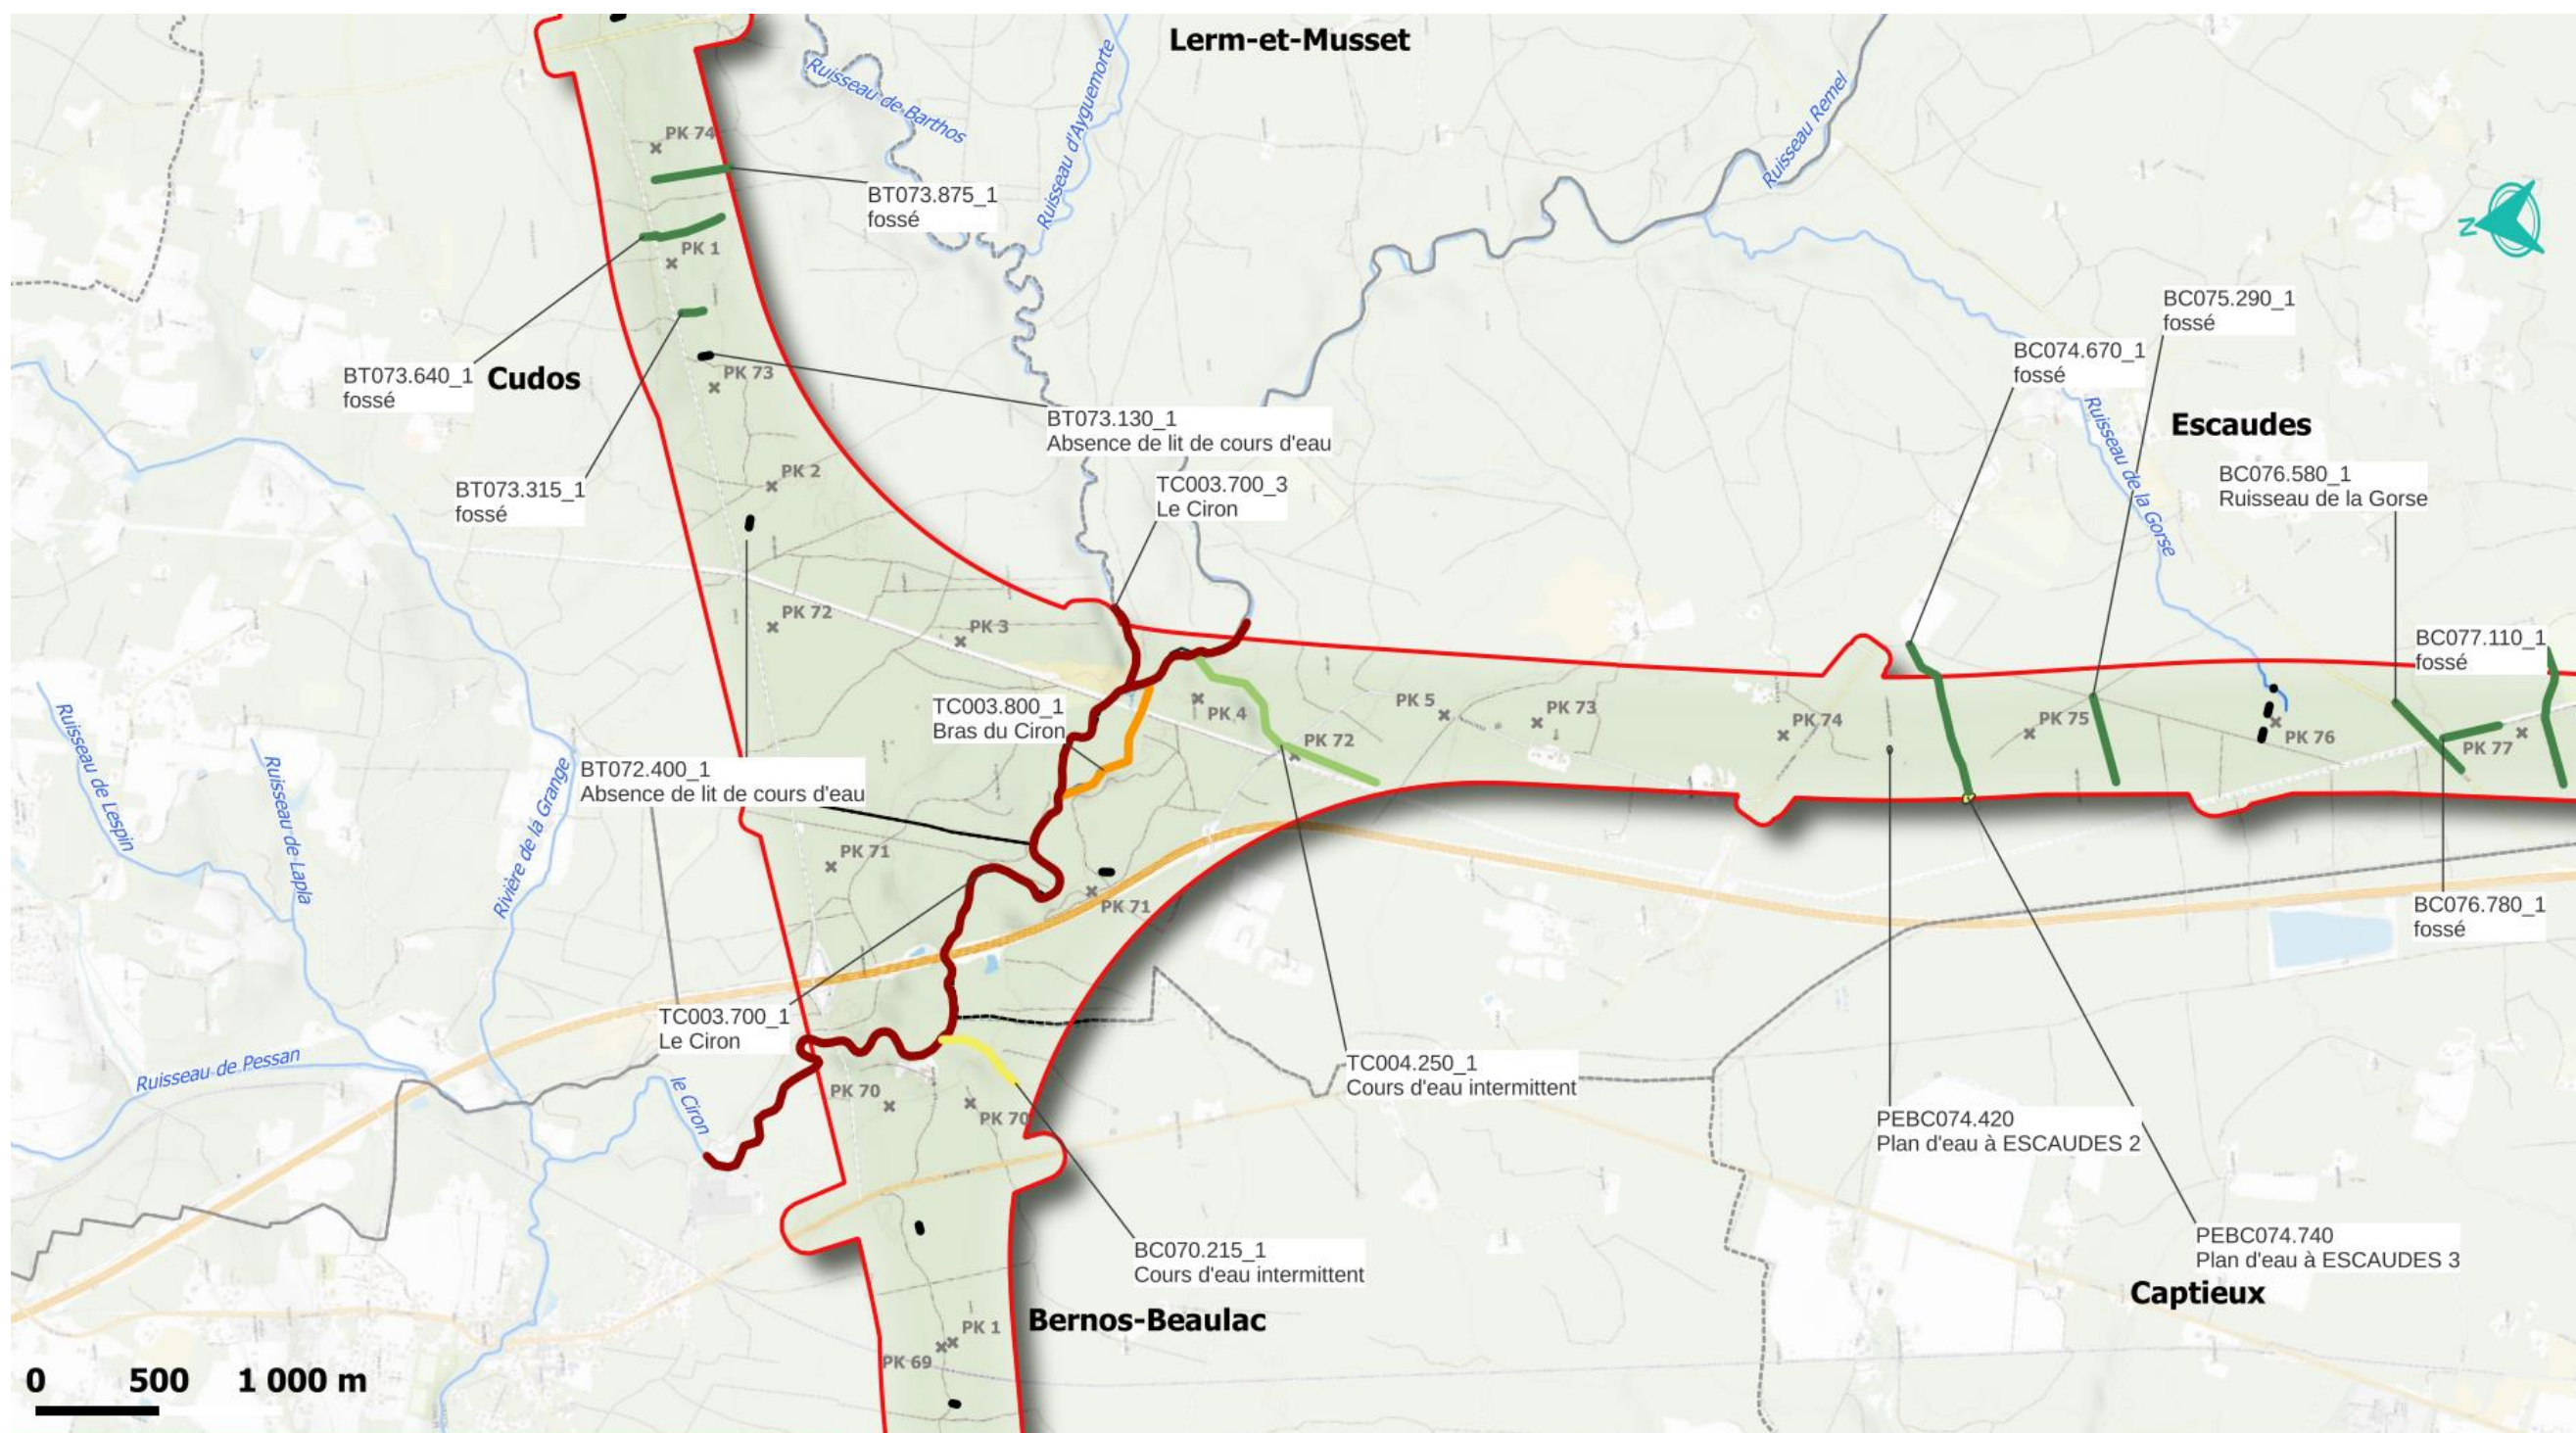 Lerm-et-Musset
Ruisseau de Barthos
Ruisseau d'Ayguemorte
Ruisseau Remel
PK 74
BT073.875_1
fossé
N
PK 1
BC075.290_1
fossé
BC074.670_1
fossé
BT073.640_1
fossé
Cudos
PK 73
BT073.130_1
Absence de lit de cours d'eau
Ruisseau de la Gorse
Escaudes
PK 2
BT073.315_1
fossé
TC003.700_3
Le Ciron
BC076.580_1
Ruisseau de la Gorse
PK 72
PK 3
BC077.110_1
fossé
TC003.800_1
Bras du Ciron
PK 4
PK 5
PK 73
PK 74
PK 75
PK 76
PK 77
PK 72
Ruisseau de Lespin
Ruisseau de Lapla
Rivière de la Grange
BT072.400_1
Absence de lit de cours d'eau
PK 71
PK 71
BC076.780_1
fossé
TC003.700_1
Le Ciron
Ruisseau de Pessan
le Ciron
PK 70
PK 70
TC004.250_1
Cours d'eau intermittent
PEBC074.420
Plan d'eau à ESCAUDES 2
PEBC074.740
Plan d'eau à ESCAUDES 3
BC070.215_1
Cours d'eau intermittent
Captieux
Bernos-Beaulac
PK 1
PK 69
0 500 1 000 m